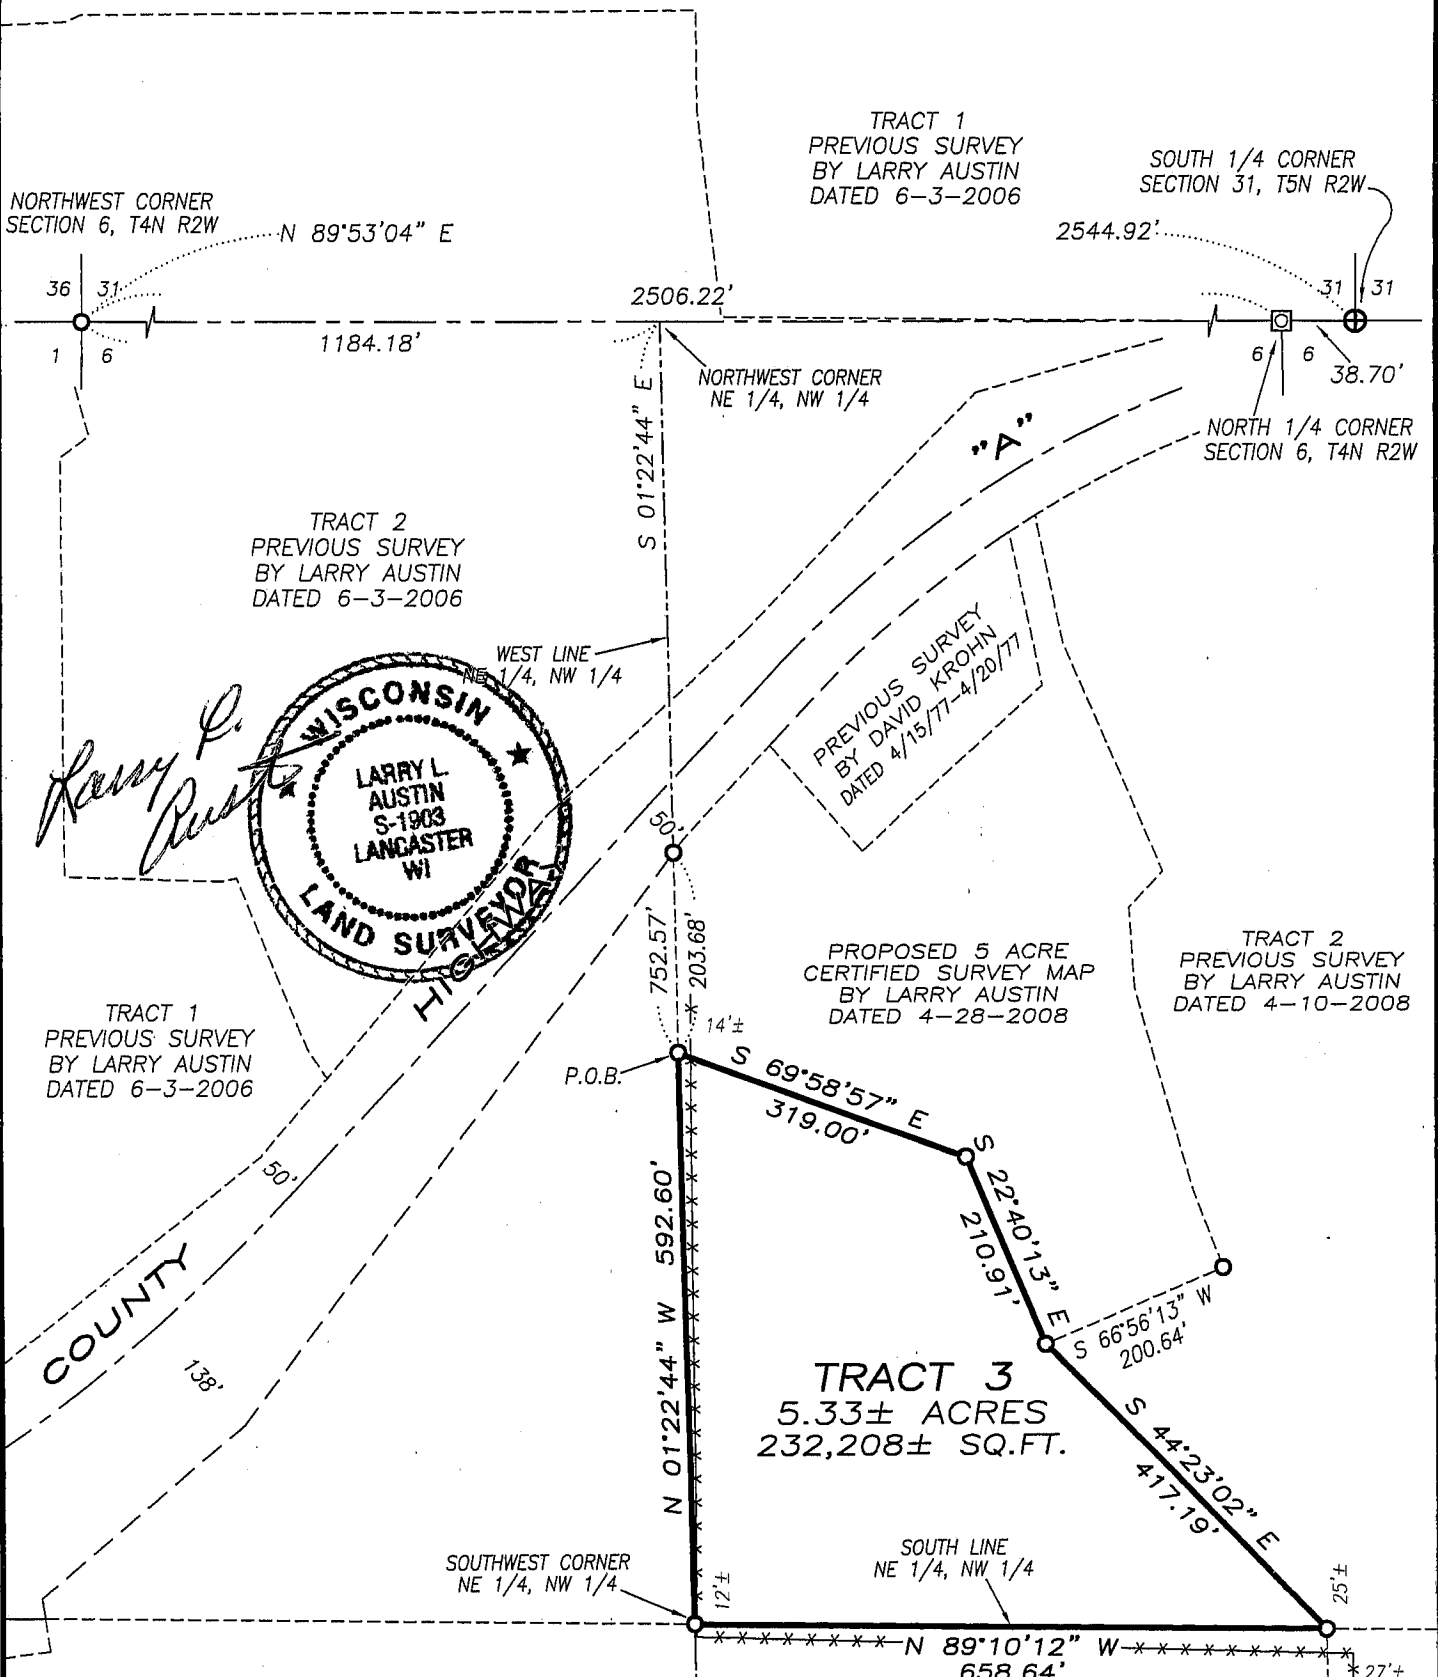 TRACT 1
PREVIOUS SURVEY
BY LARRY AUSTIN
DATED 6-3-2006
SOUTH 1/4 CORNER
SECTION 31, T5N R2W
NORTHWEST CORNER
SECTION 6, T4N R2W
N 89°53'04" E
2544.92'
36
31
2506.22'
31
31
1
6
1184.18'
6
6
38.70'
NORTHWEST CORNER
NE 1/4, NW 1/4
S 01°22'44" E
"A"
NORTH 1/4 CORNER
SECTION 6, T4N R2W
TRACT 2
PREVIOUS SURVEY
BY LARRY AUSTIN
DATED 6-3-2006
WEST LINE
NE 1/4, NW 1/4
PREVIOUS SURVEY
BY DAVID KROHN
DATED 4/15/77-4/20/77
WISCONSIN
LARRY L.
AUSTIN
S-1903
LANCASTER
WI
LAND SURVEYOR
Larry L.
Austin
50'
HIGHWAY
752.57'
203.68'
PROPOSED 5 ACRE
CERTIFIED SURVEY MAP
BY LARRY AUSTIN
DATED 4-28-2008
TRACT 2
PREVIOUS SURVEY
BY LARRY AUSTIN
DATED 4-10-2008
TRACT 1
PREVIOUS SURVEY
BY LARRY AUSTIN
DATED 6-3-2006
14'±
P.O.B.
S 69°58'57" E
319.00'
50'
S 22°40'13" E
210.91'
COUNTY
138'
N 01°22'44" W 592.60'
S 66°56'13" W
200.64'
TRACT 3
5.33± ACRES
232,208± SQ.FT.
S 44°23'02" E
417.19'
SOUTHWEST CORNER
NE 1/4, NW 1/4
12'±
SOUTH LINE
NE 1/4, NW 1/4
25'±
N 89°10'12" W
658.64'
27'±